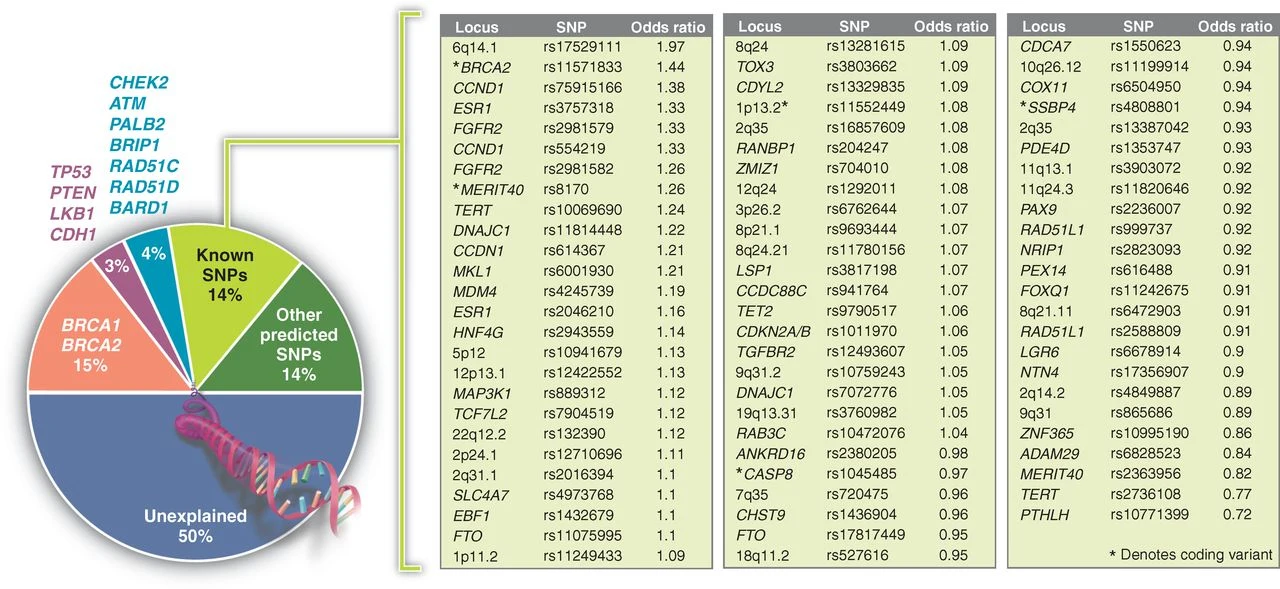 CHEK2
ATM
PALB2
BRIP1
RAD51C
RAD51D
BARD1
TP53
PTEN
LKB1
CDH1
Known
SNPs
14%
4%
3%
BRCA1
BRCA2
15%
Other
predicted
SNPs
14%
Unexplained
50%
Locus SNP Odds ratio
6q14.1 rs17529111 1.97
*BRCA2 rs11571833 1.44
CCND1 rs75915166 1.38
ESR1 rs3757318 1.33
FGFR2 rs2981579 1.33
CCND1 rs554219 1.33
FGFR2 rs2981582 1.26
*MERIT40 rs8170 1.26
TERT rs10069690 1.24
DNAJC1 rs11814448 1.22
CCDN1 rs614367 1.21
MKL1 rs6001930 1.21
MDM4 rs4245739 1.19
ESR1 rs2046210 1.16
HNF4G rs2943559 1.14
5p12 rs10941679 1.13
12p13.1 rs12422552 1.13
MAP3K1 rs889312 1.12
TCF7L2 rs7904519 1.12
22q12.2 rs132390 1.12
2p24.1 rs12710696 1.11
2q31.1 rs2016394 1.1
SLC4A7 rs4973768 1.1
EBF1 rs1432679 1.1
FTO rs11075995 1.1
1p11.2 rs11249433 1.09
Locus SNP Odds ratio
8q24 rs13281615 1.09
TOX3 rs3803662 1.09
CDYL2 rs13329835 1.09
1p13.2* rs11552449 1.08
2q35 rs16857609 1.08
RANBP1 rs204247 1.08
ZMIZ1 rs704010 1.08
12q24 rs1292011 1.08
3p26.2 rs6762644 1.07
8p21.1 rs9693444 1.07
8q24.21 rs11780156 1.07
LSP1 rs3817198 1.07
CCDC88C rs941764 1.07
TET2 rs9790517 1.06
CDKN2A/B rs1011970 1.06
TGFBR2 rs12493607 1.05
9q31.2 rs10759243 1.05
DNAJC1 rs7072776 1.05
19q13.31 rs3760982 1.05
RAB3C rs10472076 1.04
ANKRD16 rs2380205 0.98
*CASP8 rs1045485 0.97
7q35 rs720475 0.96
CHST9 rs1436904 0.96
FTO rs17817449 0.95
18q11.2 rs527616 0.95
Locus SNP Odds ratio
CDCA7 rs1550623 0.94
10q26.12 rs11199914 0.94
COX11 rs6504950 0.94
*SSBP4 rs4808801 0.94
2q35 rs13387042 0.93
PDE4D rs1353747 0.93
11q13.1 rs3903072 0.92
11q24.3 rs11820646 0.92
PAX9 rs2236007 0.92
RAD51L1 rs999737 0.92
NRIP1 rs2823093 0.92
PEX14 rs616488 0.91
FOXQ1 rs11242675 0.91
8q21.11 rs6472903 0.91
RAD51L1 rs2588809 0.91
LGR6 rs6678914 0.9
NTN4 rs17356907 0.9
2q14.2 rs4849887 0.89
9q31 rs865686 0.89
ZNF365 rs10995190 0.86
ADAM29 rs6828523 0.84
MERIT40 rs2363956 0.82
TERT rs2736108 0.77
PTHLH rs10771399 0.72
* Denotes coding variant